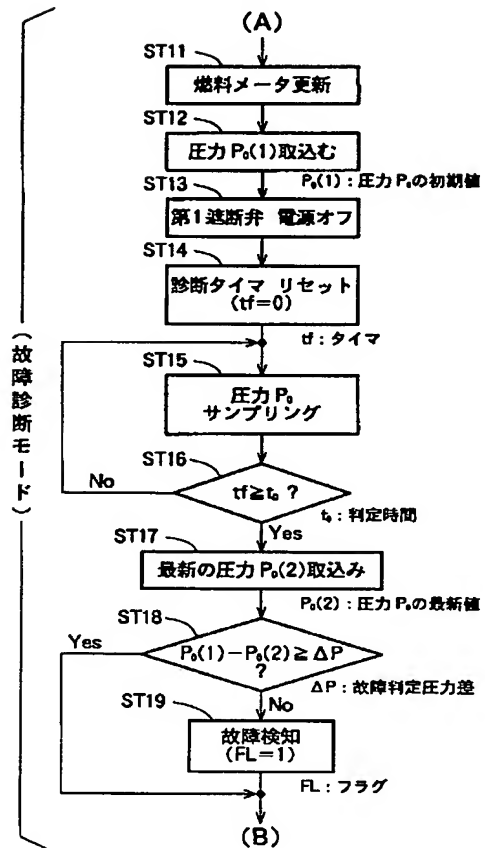 (A)
ST11
燃料メータ更新
ST12
圧力 P₀(1)取込む
P₀(1)：圧力 P₀の初期値
ST13
第1遮断弁 電源オフ
ST14
診断タイマ リセット
(tf=0)
tf：タイマ
ST15
圧力 P₀
サンプリング
ST16
No
tf≧t₀ ?
t₀：判定時間
Yes
ST17
最新の圧力 P₀(2)取込み
P₀(2)：圧力 P₀の最新値
ST18
Yes
P₀(1)−P₀(2)≧ΔP
?
ΔP：故障判定圧力差
No
ST19
故障検知
(FL=1)
FL：フラグ
(B)
(故障診断モード)